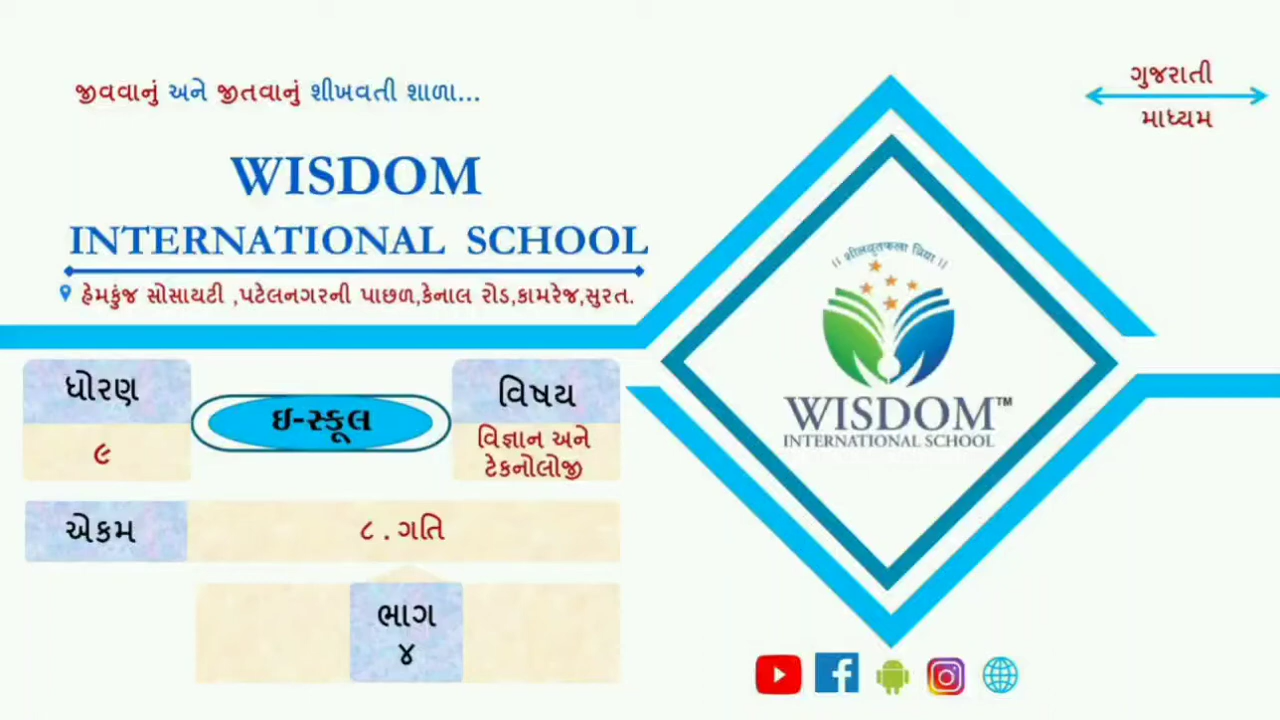 જીવવાનું અને જીતવાનું શીખવતી શાળા...
ગુજરાતી
માધ્યમ
WISDOM
INTERNATIONAL SCHOOL
હેમકુંજ સોસાયટી ,પટેલનગરની પાછળ,કેનાલ રોડ,કામરેજ,સુરત.
ધોરણ
૯
ઇ-સ્કૂલ
વિષય
વિજ્ઞાન અને
ટેકનોલોજી
એકમ
૮ . ગતિ
ભાગ
૪
WISDOM™
INTERNATIONAL SCHOOL